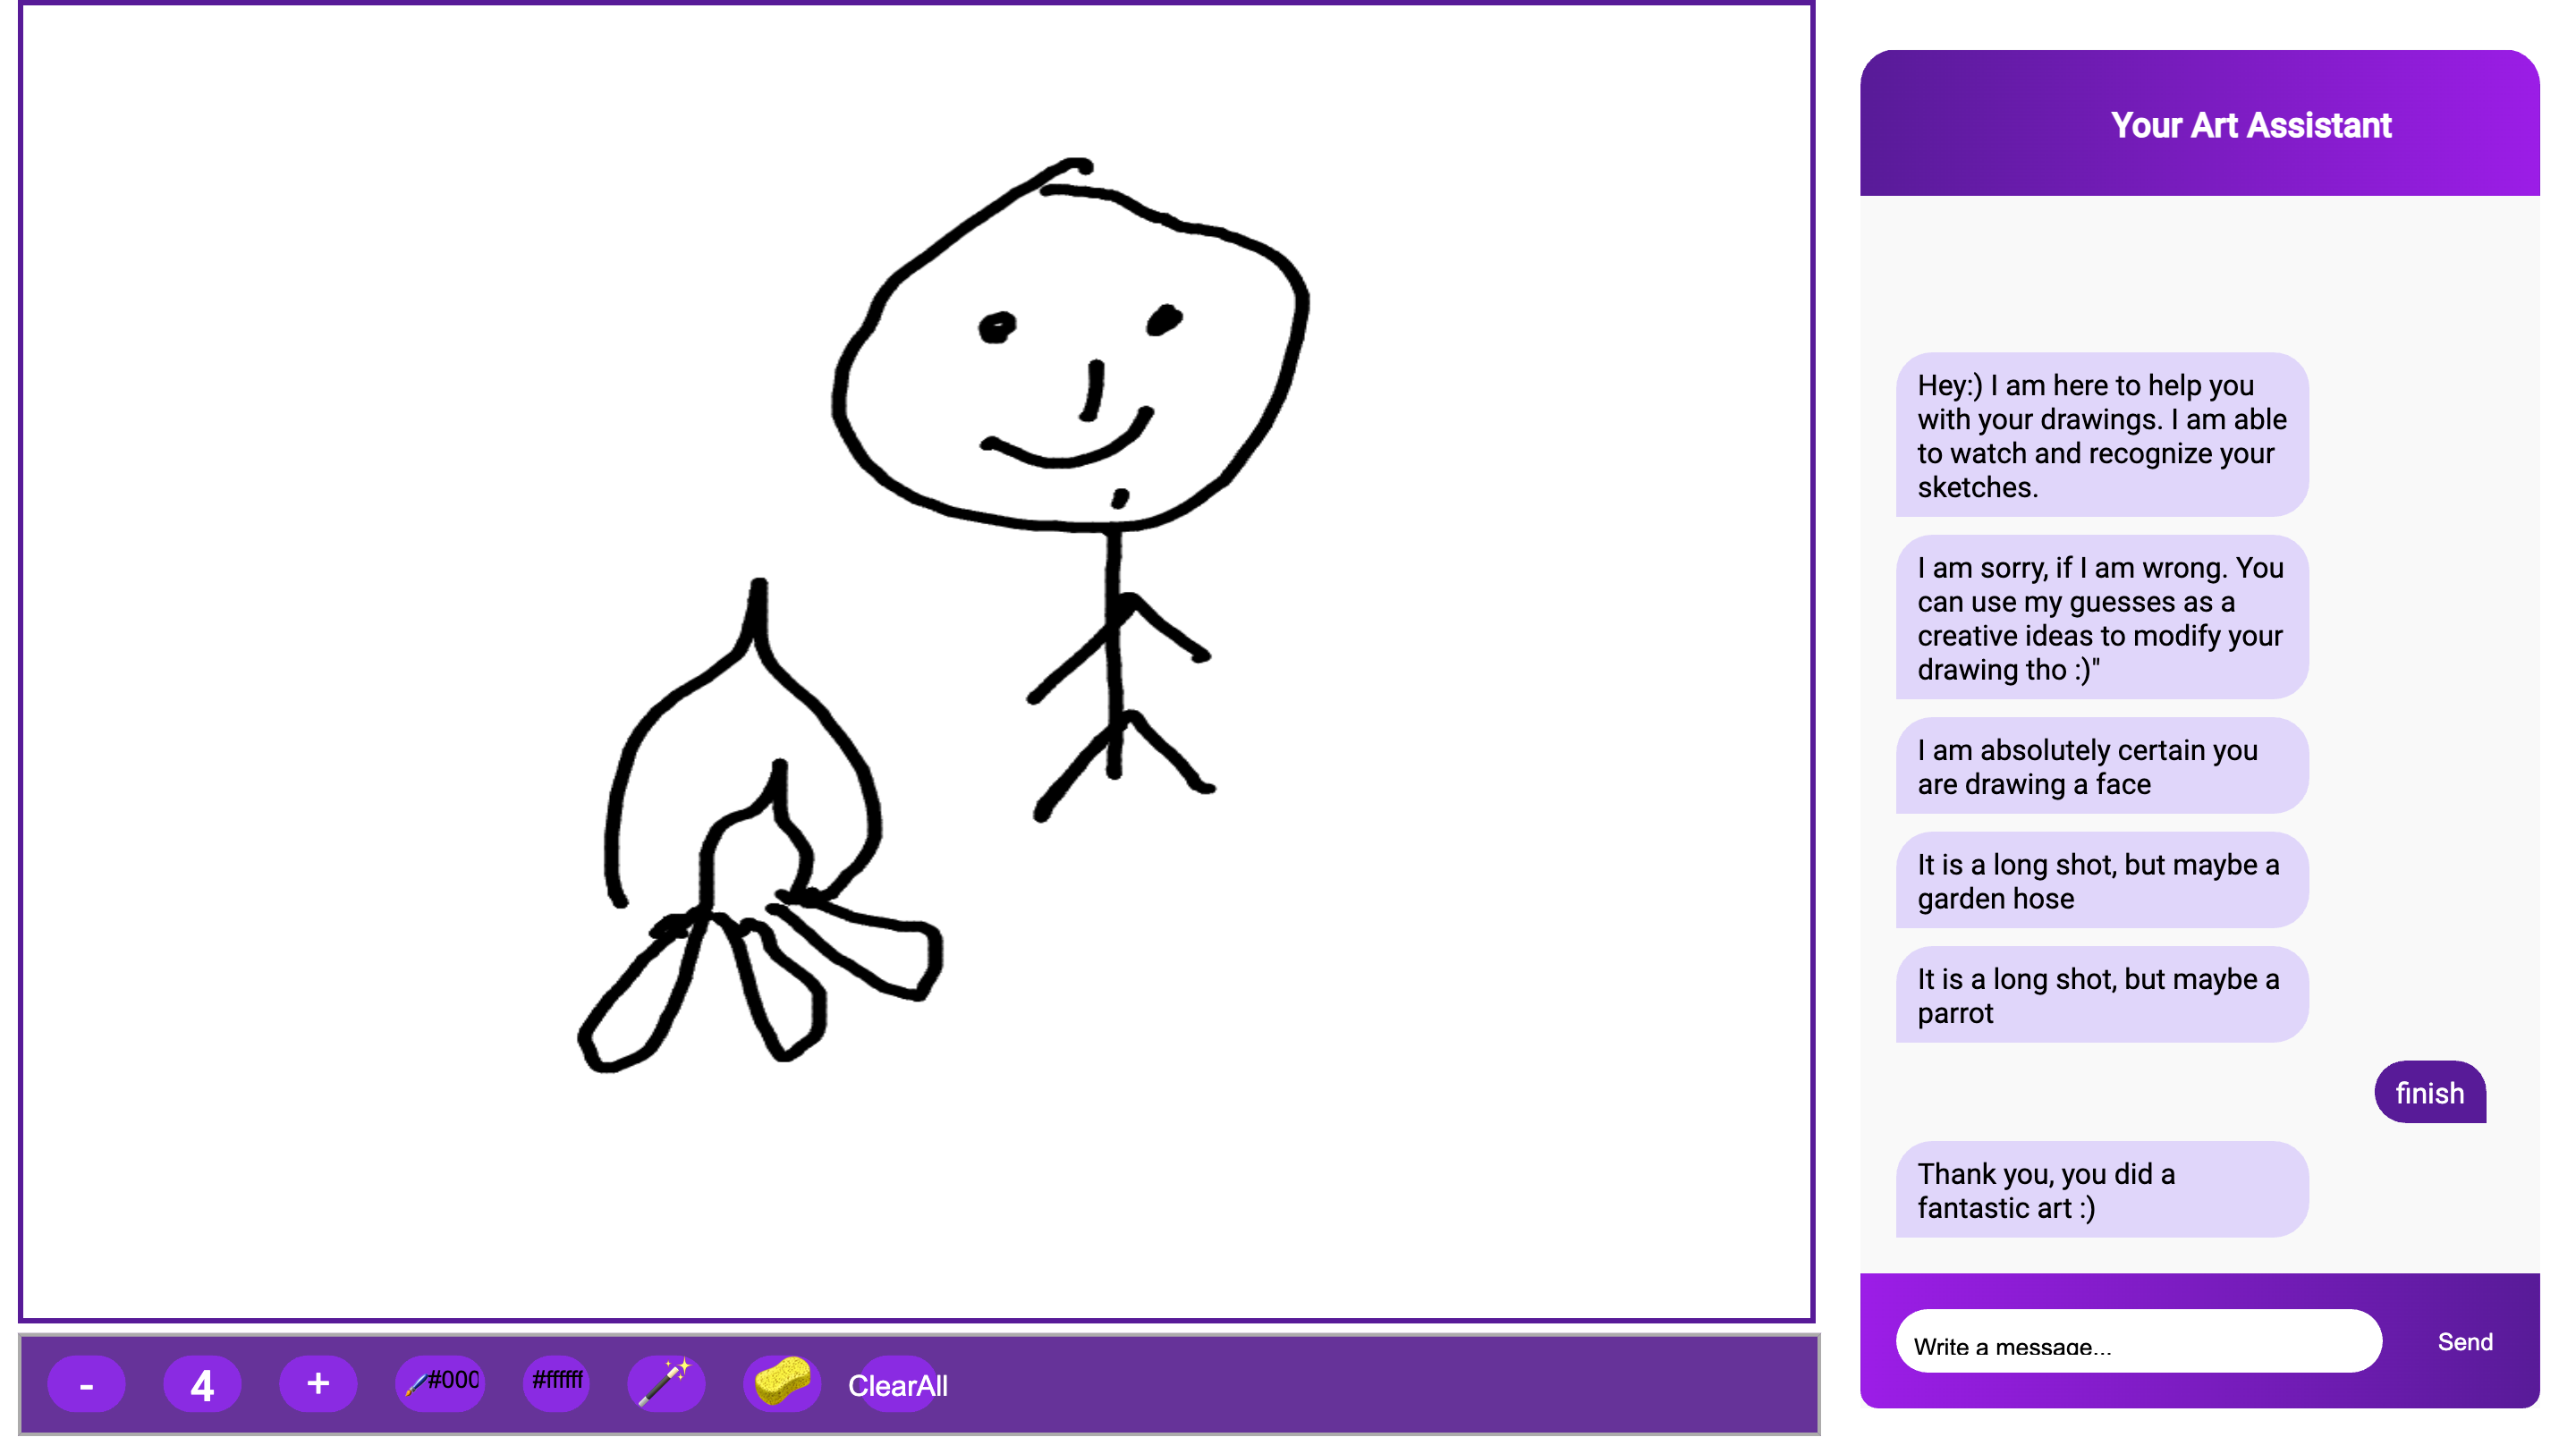 Your Art Assistant
Hey:) I am here to help you
with your drawings. I am able
to watch and recognize your
sketches.
I am sorry, if I am wrong. You
can use my guesses as a
creative ideas to modify your
drawing tho :)"
I am absolutely certain you
are drawing a face
It is a long shot, but maybe a
garden hose
It is a long shot, but maybe a
parrot
finish
Thank you, you did a
fantastic art :)
Write a message...
Send
- 4 + #000 #ffffff ClearAll